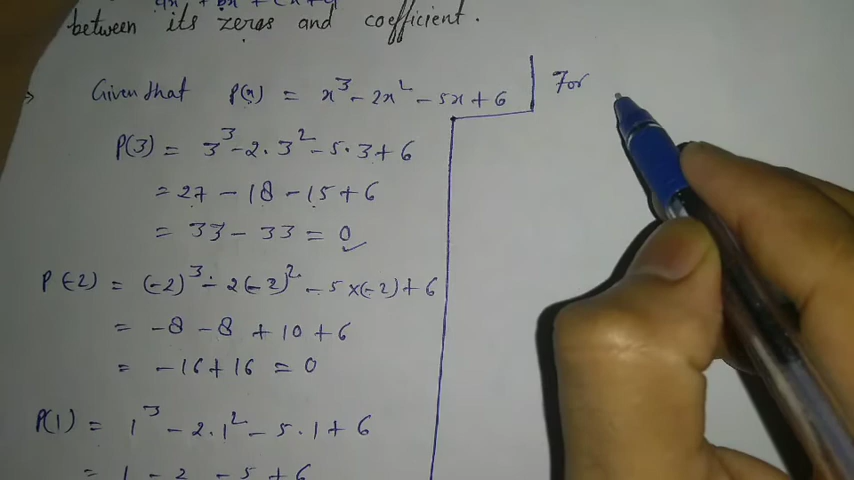 between its zeros and coefficient.
Given that P(x) = x³ - 2x² - 5x + 6
P(3) = 3³ - 2·3² - 5·3 + 6
= 27 - 18 - 15 + 6
= 33 - 33 = 0
P(-2) = (-2)³ - 2(-2)² - 5×(-2) + 6
= -8 - 8 + 10 + 6
= -16 + 16 = 0
P(1) = 1³ - 2·1² - 5·1 + 6
= 1 - 2 - 5 + 6
For